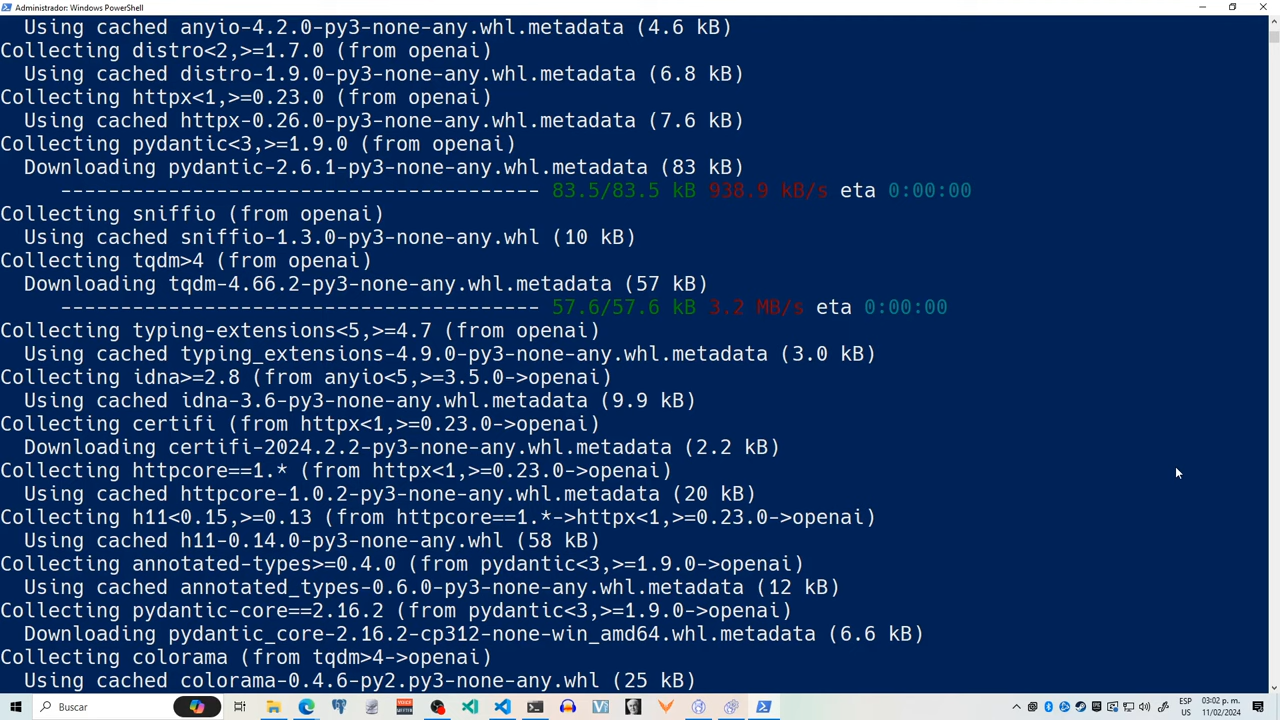 Administrador: Windows PowerShell
Using cached anyio-4.2.0-py3-none-any.whl.metadata (4.6 kB)
Collecting distro<2,>=1.7.0 (from openai)
Using cached distro-1.9.0-py3-none-any.whl.metadata (6.8 kB)
Collecting httpx<1,>=0.23.0 (from openai)
Using cached httpx-0.26.0-py3-none-any.whl.metadata (7.6 kB)
Collecting pydantic<3,>=1.9.0 (from openai)
Downloading pydantic-2.6.1-py3-none-any.whl.metadata (83 kB)
---------------------------------------- 83.5/83.5 kB 938.9 kB/s eta 0:00:00
Collecting sniffio (from openai)
Using cached sniffio-1.3.0-py3-none-any.whl (10 kB)
Collecting tqdm>4 (from openai)
Downloading tqdm-4.66.2-py3-none-any.whl.metadata (57 kB)
---------------------------------------- 57.6/57.6 kB 3.2 MB/s eta 0:00:00
Collecting typing-extensions<5,>=4.7 (from openai)
Using cached typing_extensions-4.9.0-py3-none-any.whl.metadata (3.0 kB)
Collecting idna>=2.8 (from anyio<5,>=3.5.0->openai)
Using cached idna-3.6-py3-none-any.whl.metadata (9.9 kB)
Collecting certifi (from httpx<1,>=0.23.0->openai)
Downloading certifi-2024.2.2-py3-none-any.whl.metadata (2.2 kB)
Collecting httpcore==1.* (from httpx<1,>=0.23.0->openai)
Using cached httpcore-1.0.2-py3-none-any.whl.metadata (20 kB)
Collecting h11<0.15,>=0.13 (from httpcore==1.*->httpx<1,>=0.23.0->openai)
Using cached h11-0.14.0-py3-none-any.whl (58 kB)
Collecting annotated-types>=0.4.0 (from pydantic<3,>=1.9.0->openai)
Using cached annotated_types-0.6.0-py3-none-any.whl.metadata (12 kB)
Collecting pydantic-core==2.16.2 (from pydantic<3,>=1.9.0->openai)
Downloading pydantic_core-2.16.2-cp312-none-win_amd64.whl.metadata (6.6 kB)
Collecting colorama (from tqdm>4->openai)
Using cached colorama-0.4.6-py2.py3-none-any.whl (25 kB)
Buscar
ESP 03:02 p. m.
US 11/02/2024